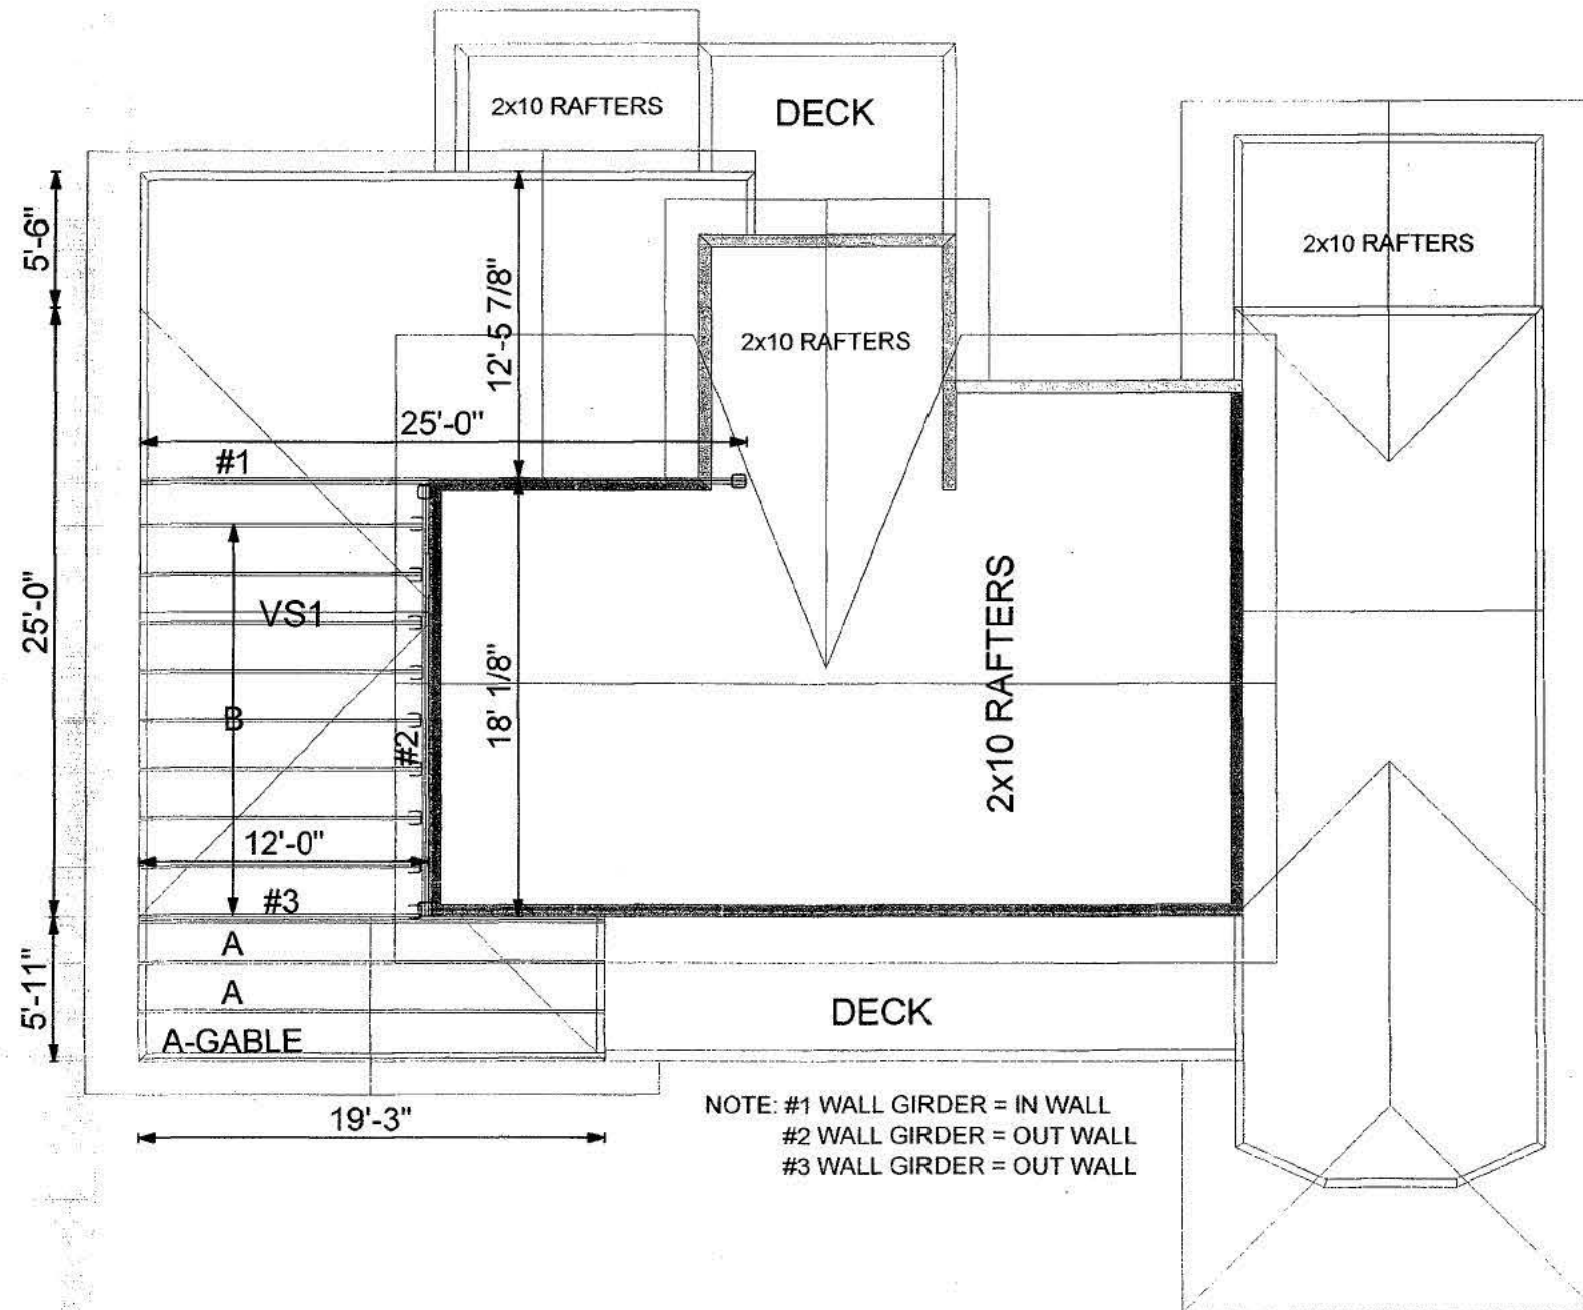 2x10 RAFTERS
DECK
5'-6"
2x10 RAFTERS
12'-5 7/8"
2x10 RAFTERS
25'-0"
#1
25'-0"
VS1
2x10 RAFTERS
18' 1/8"
B
#2
12'-0"
#3
A
5'-11"
A
DECK
A-GABLE
19'-3"
NOTE: #1 WALL GIRDER = IN WALL
#2 WALL GIRDER = OUT WALL
#3 WALL GIRDER = OUT WALL